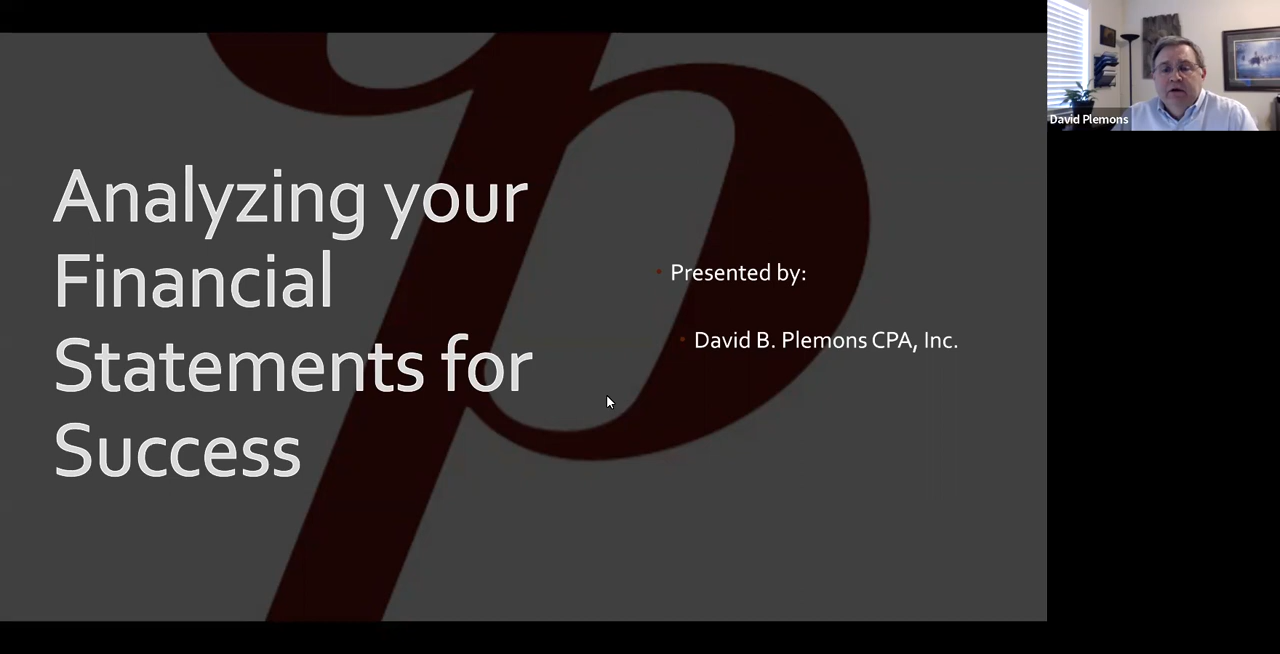 Analyzing your
Financial
Statements for
Success
Presented by:
David B. Plemons CPA, Inc.
David Plemons